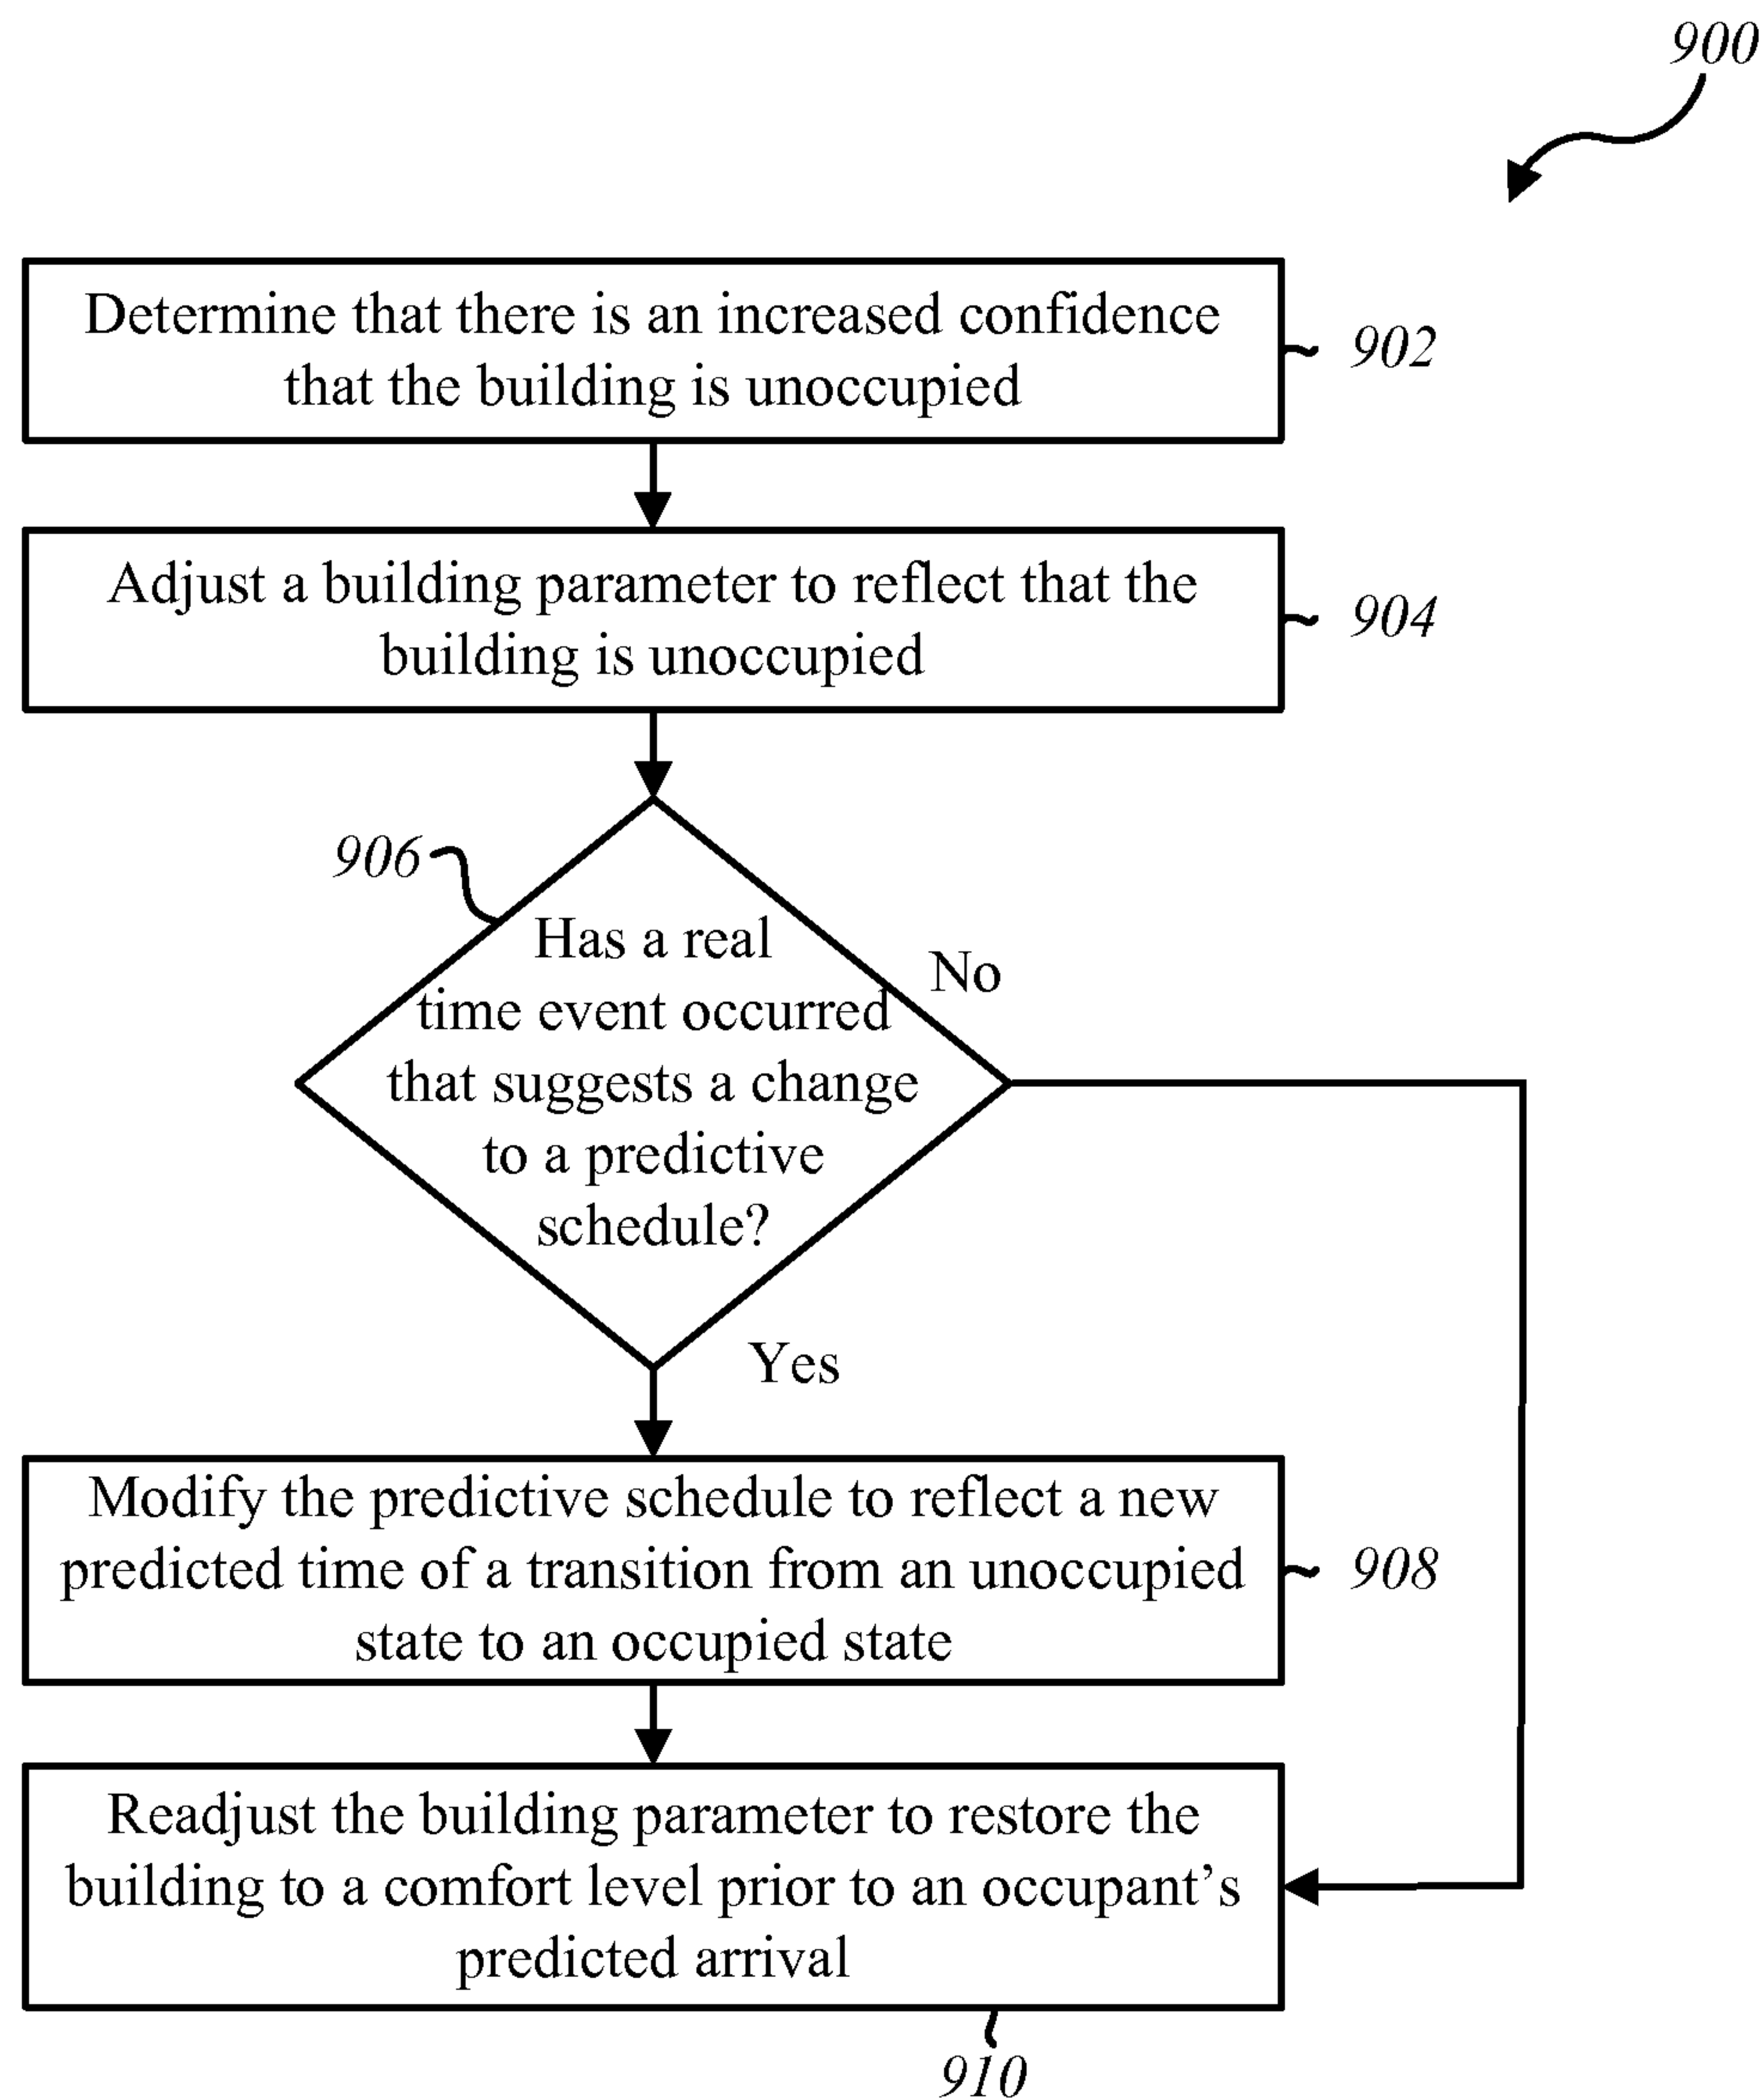 900
Determine that there is an increased confidence
that the building is unoccupied
902
Adjust a building parameter to reflect that the
building is unoccupied
904
906
Has a real
time event occurred
that suggests a change
to a predictive
schedule?
No
Yes
Modify the predictive schedule to reflect a new
predicted time of a transition from an unoccupied
state to an occupied state
908
Readjust the building parameter to restore the
building to a comfort level prior to an occupant’s
predicted arrival
910